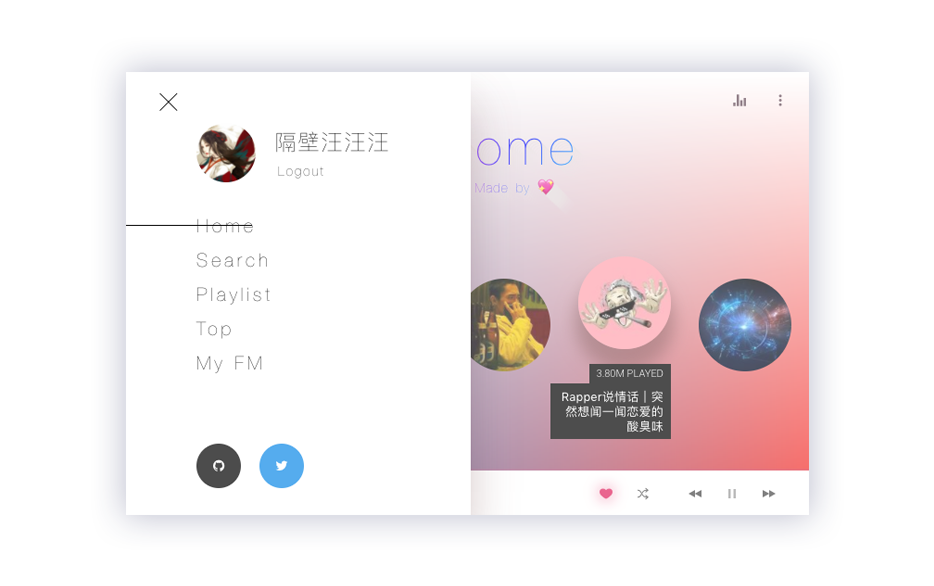 隔壁汪汪汪
Logout
Home
Search
Playlist
Top
My FM
ome
Made by 💖
3.80M PLAYED
Rapper说情话｜突
然想闻一闻恋爱的
酸臭味